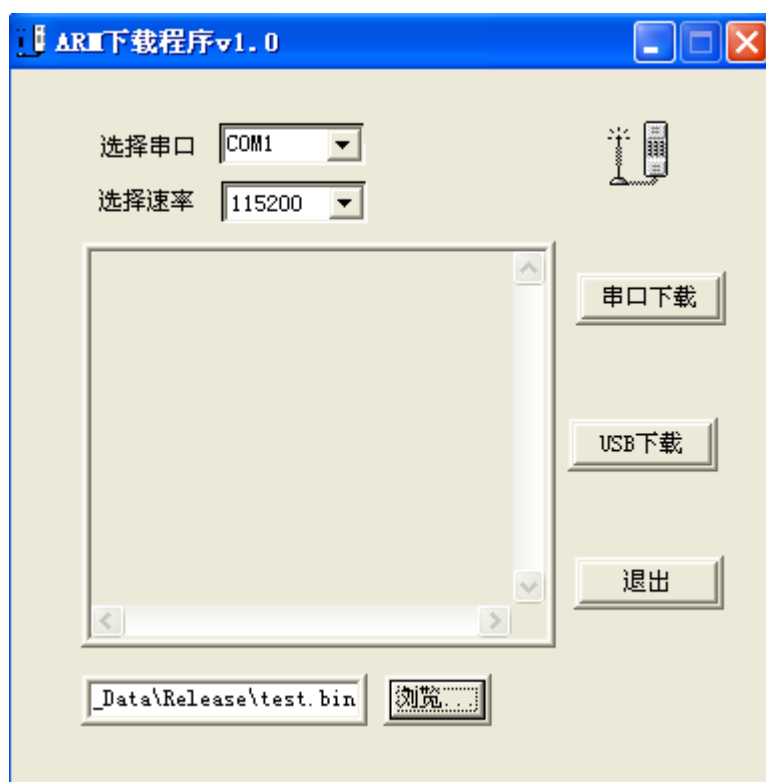 ARM下载程序v1.0
选择串口 COM1
选择速率 115200
串口下载
USB下载
退出
_Data\Release\test.bin 浏览...